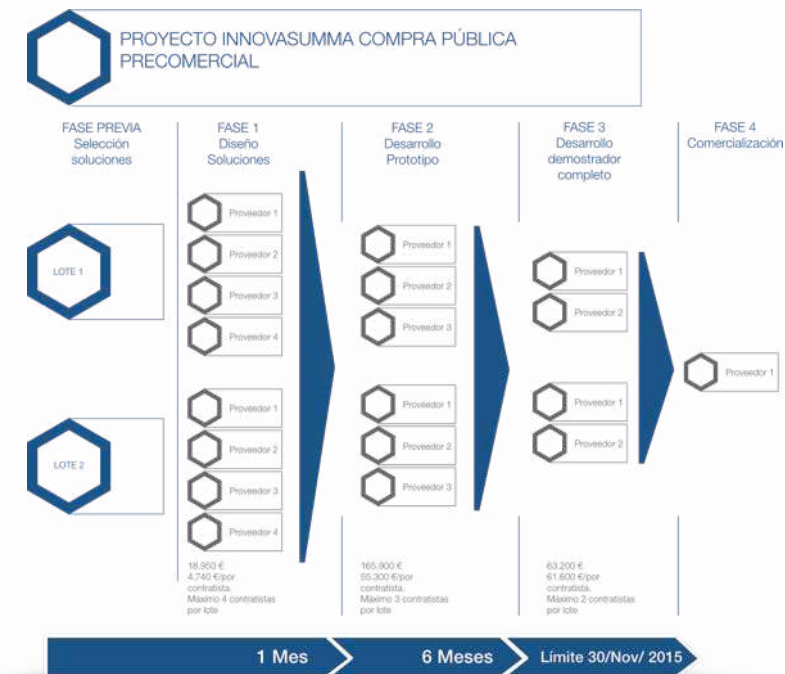 PROYECTO INNOVASUMMA COMPRA PÚBLICA
PRECOMERCIAL
FASE PREVIA
Selección
soluciones
FASE 1
Diseño
Soluciones
FASE 2
Desarrollo
Prototipo
FASE 3
Desarrollo
demostrador
completo
FASE 4
Comercialización
LOTE 1
Proveedor 1
Proveedor 2
Proveedor 3
Proveedor 4
Proveedor 1
Proveedor 2
Proveedor 3
Proveedor 1
Proveedor 2
LOTE 2
Proveedor 1
Proveedor 2
Proveedor 3
Proveedor 4
Proveedor 1
Proveedor 2
Proveedor 3
Proveedor 1
Proveedor 2
Proveedor 1
18.950 €
4.740 €/por
contratista.
Máximo 4 contratistas
por lote
165.900 €
55.300 €/por
contratista.
Máximo 3 contratistas
por lote
63.200 €
61.600 €/por
contratista.
Máximo 2 contratistas
por lote
1 Mes
6 Meses
Límite 30/Nov/ 2015